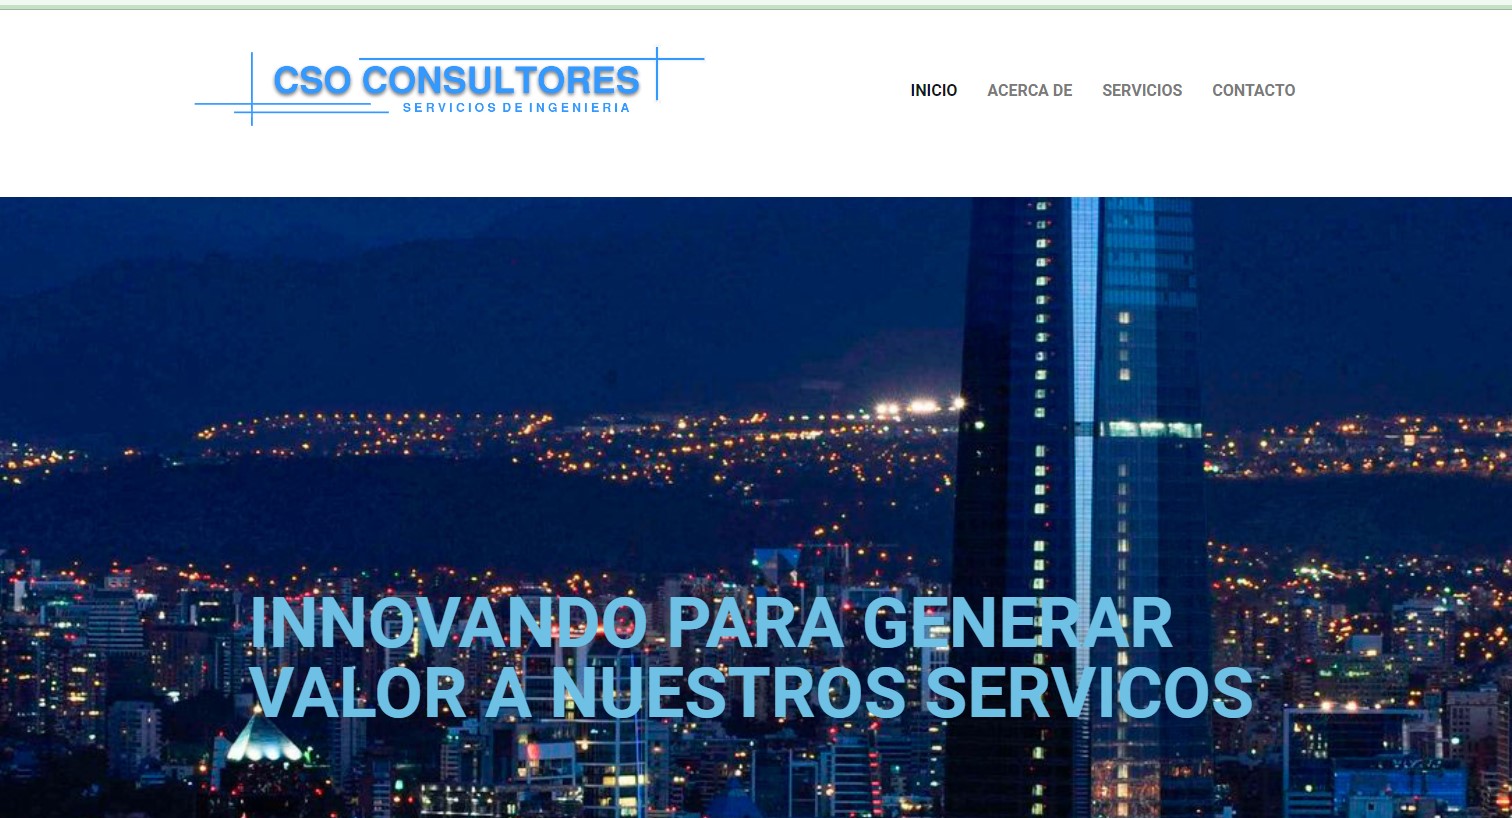 CSO CONSULTORES
SERVICIOS DE INGENIERIA
INICIO ACERCA DE SERVICIOS CONTACTO
INNOVANDO PARA GENERAR
VALOR A NUESTROS SERVICOS